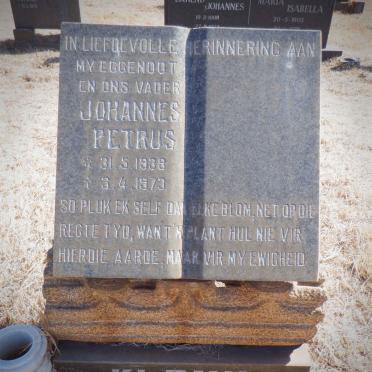 JOHANNES
MARIA
ISABELLA
IN LIEFDEVOLLE HERINNERING AAN
MY EGGENOOT
EN ONS VADER
JOHANNES
PETRUS
* 31.5.1938
† 3.4.1973
SO PLUK EK SELF DAN ELKE BLOM, NET OP DIE
REGTE TYD, WANT 'K PLANT HUL NIE VIR
HIERDIE AARDE MAAR VIR MY EWIGHEID